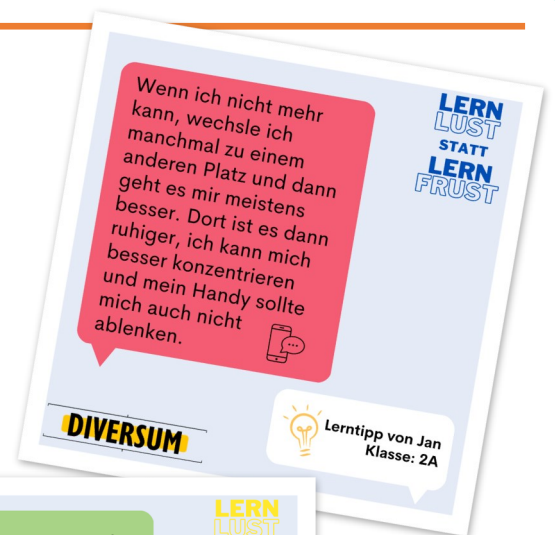 Wenn ich nicht mehr
kann, wechsle ich
manchmal zu einem
anderen Platz und dann
geht es mir meistens
besser. Dort ist es dann
ruhiger, ich kann mich
besser konzentrieren
und mein Handy sollte
mich auch nicht
ablenken.
LERN
LUST
STATT
LERN
FRUST
DIVERSUM
Lerntipp von Jan
Klasse: 2A
LERN
LUST